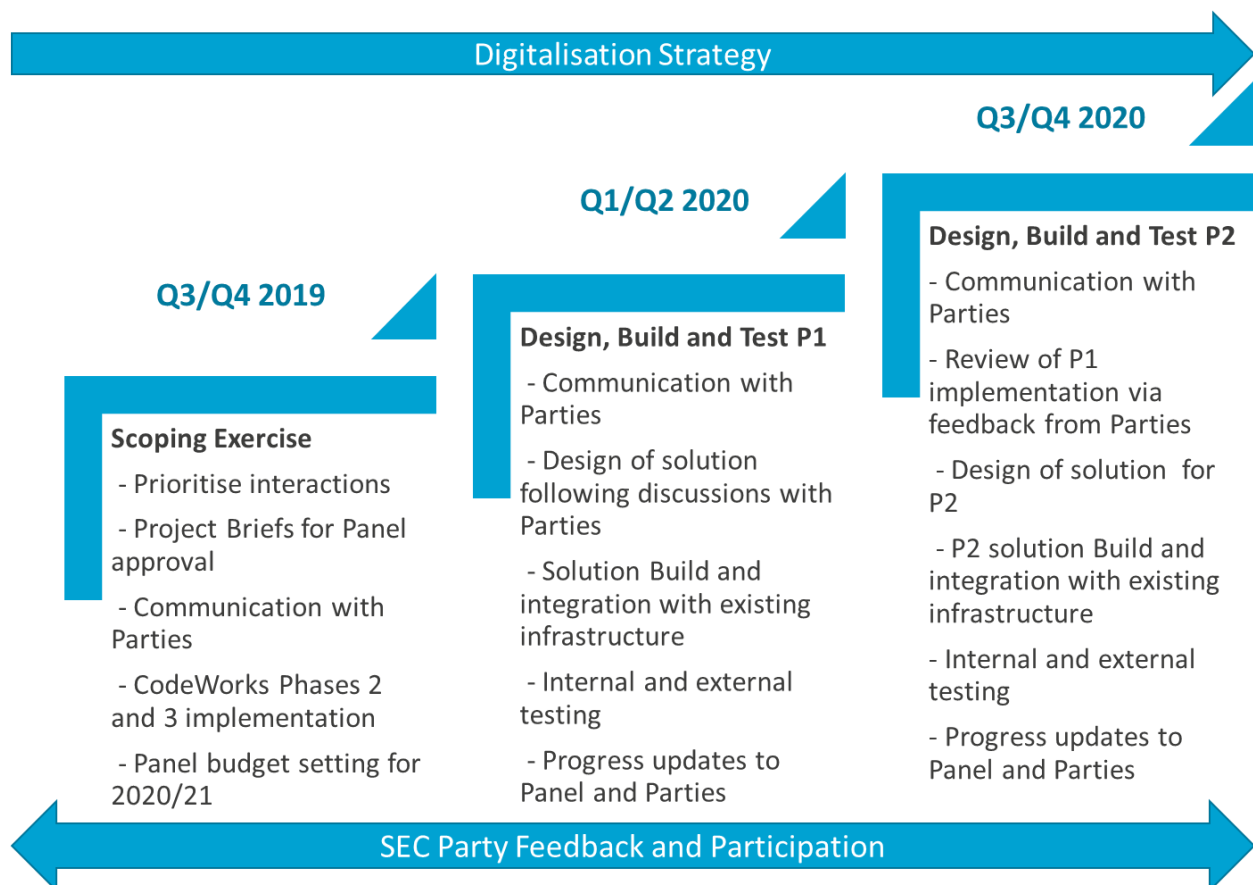 Digitalisation Strategy
Q3/Q4 2019
Scoping Exercise
- Prioritise interactions
- Project Briefs for Panel
approval
- Communication with
Parties
- CodeWorks Phases 2
and 3 implementation
- Panel budget setting for
2020/21
Q1/Q2 2020
Design, Build and Test P1
- Communication with
Parties
- Design of solution
following discussions with
Parties
- Solution Build and
integration with existing
infrastructure
- Internal and external
testing
- Progress updates to
Panel and Parties
Q3/Q4 2020
Design, Build and Test P2
- Communication with
Parties
- Review of P1
implementation via
feedback from Parties
- Design of solution for
P2
- P2 solution Build and
integration with existing
infrastructure
- Internal and external
testing
- Progress updates to
Panel and Parties
SEC Party Feedback and Participation